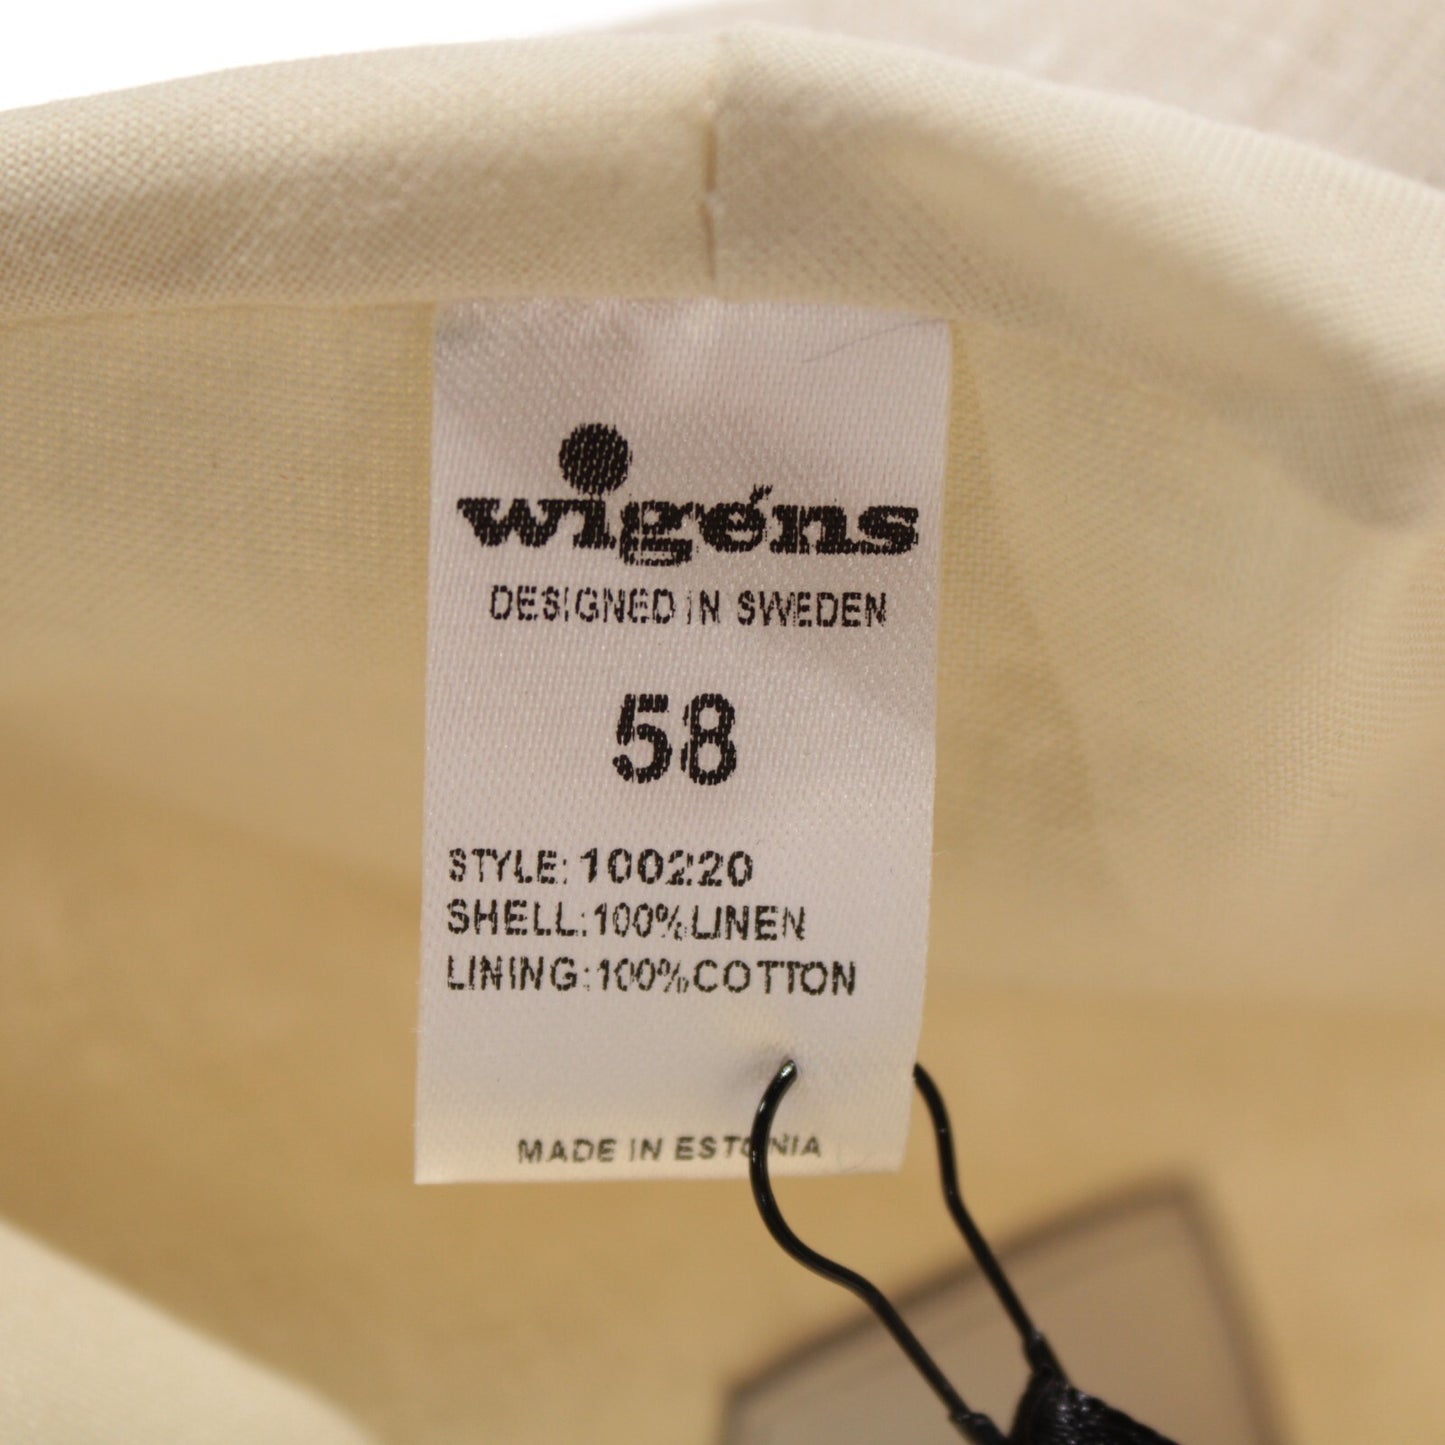 wigéns
DESIGNED IN SWEDEN
58
STYLE: 100220
SHELL:100%LINEN
LINING:100%COTTON
MADE IN ESTONIA